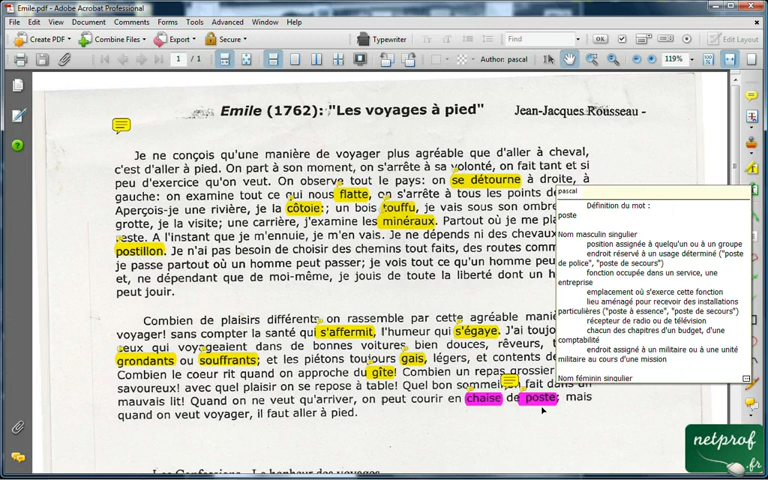 Emile.pdf - Adobe Acrobat Professional
File Edit View Document Comments Forms Tools Advanced Window Help
Create PDF Combine Files Export Secure Typewriter Find Edit Layout
1 / 1 Author: pascal 119%
Emile (1762): "Les voyages à pied" Jean-Jacques Rousseau -
Je ne conçois qu'une manière de voyager plus agréable que d'aller à cheval,
c'est d'aller à pied. On part à son moment, on s'arrête à sa volonté, on fait tant et si
peu d'exercice qu'on veut. On observe tout le pays: on se détourne à droite, à
gauche: on examine tout ce qui nous flatte, on s'arrête à tous les points de
Aperçois-je une rivière, je la côtoie:; un bois touffu, je vais sous son ombre
grotte, je la visite; une carrière, j'examine les minéraux. Partout où je me pla
reste. A l'instant que je m'ennuie, je m'en vais. Je ne dépends ni des chevaux
postillon. Je n'ai pas besoin de choisir des chemins tout faits, des routes comm
je passe partout où un homme peut passer; je vois tout ce qu'un homme peu
et, ne dépendant que de moi-même, je jouis de toute la liberté dont un h
peut jouir.
Combien de plaisirs différents on rassemble par cette agréable maniè
voyager! sans compter la santé qui s'affermit, l'humeur qui s'égaye. J'ai toujo
ceux qui voyageaient dans de bonnes voitures bien douces, rêveurs, t
grondants ou souffrants; et les piétons toujours gais, légers, et contents de
Combien le coeur rit quand on approche du gîte! Combien un repas grossier
savoureux! avec quel plaisir on se repose à table! Quel bon sommeil on fait dans un
mauvais lit! Quand on ne veut qu'arriver, on peut courir en chaise de poste; mais
quand on veut voyager, il faut aller à pied.
Les Confessions - Le bonheur des voyages
pascal
Définition du mot :
poste
Nom masculin singulier
position assignée à quelqu'un ou à un groupe
endroit réservé à un usage déterminé ("poste
de police", "poste de secours")
fonction occupée dans un service, une
entreprise
emplacement où s'exerce cette fonction
lieu aménagé pour recevoir des installations
particulières ("poste à essence", "poste de secours")
récepteur de radio ou de télévision
chacun des chapitres d'un budget, d'une
comptabilité
endroit assigné à un militaire ou à une unité
militaire au cours d'une mission
Nom féminin singulier
netprof
.fr